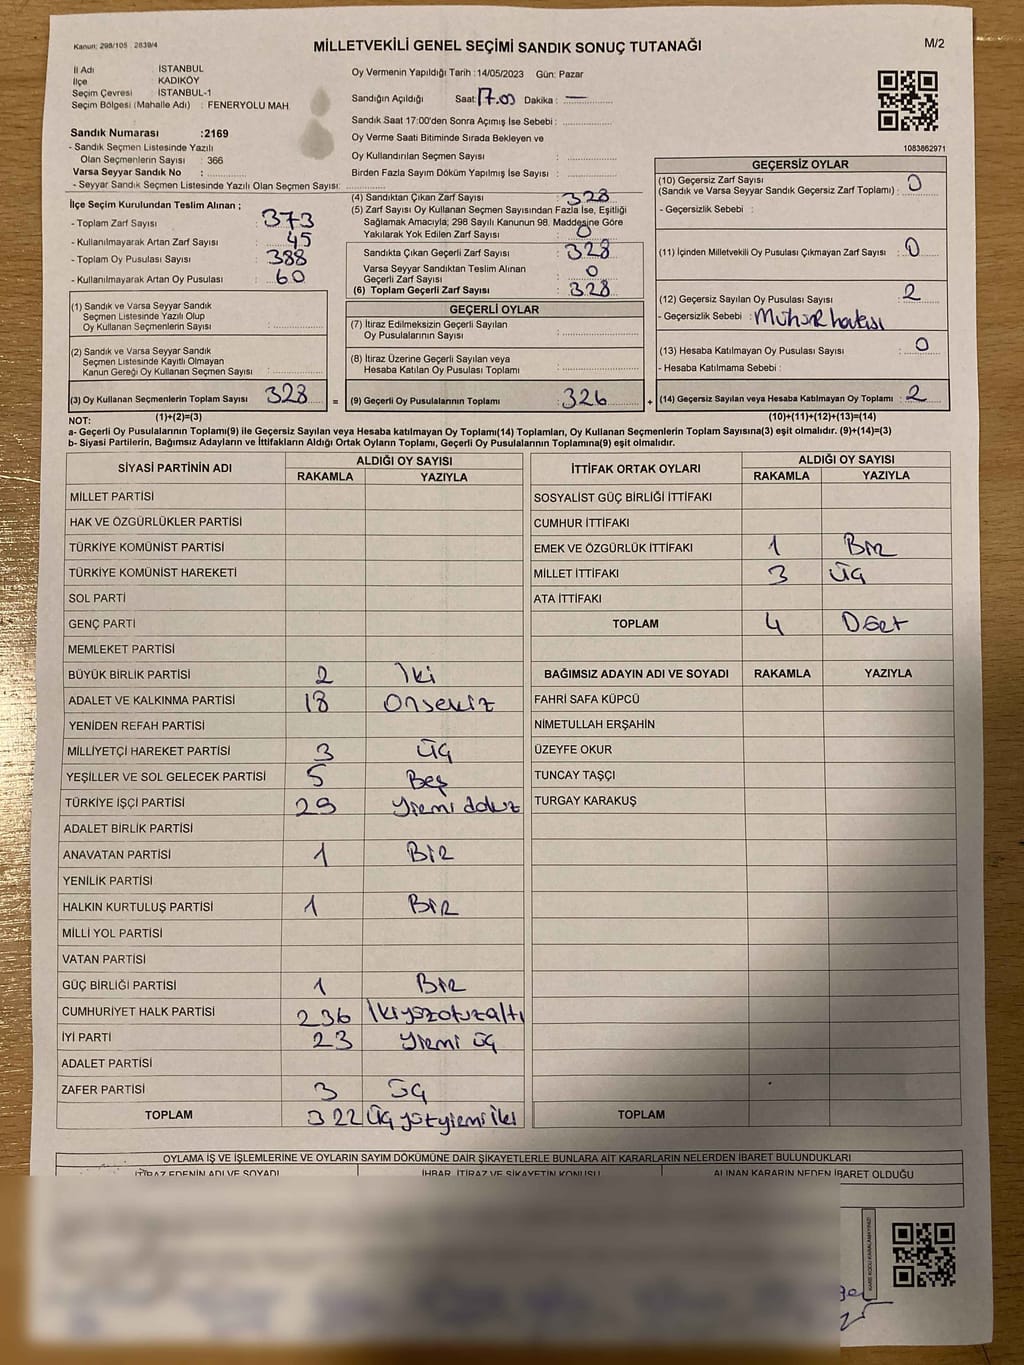 Kanun: 298/105 2839/4
MİLLETVEKİLİ GENEL SEÇİMİ SANDIK SONUÇ TUTANAĞI
M/2
İl Adı : İSTANBUL
İlçe : KADIKÖY
Seçim Çevresi : İSTANBUL-1
Seçim Bölgesi (Mahalle Adı) : FENERYOLU MAH.
Sandık Numarası :2169
- Sandık Seçmen Listesinde Yazılı
Olan Seçmenlerin Sayısı : 366
Varsa Seyyar Sandık No :
- Seyyar Sandık Seçmen Listesinde Yazılı Olan Seçmen Sayısı:
Oy Vermenin Yapıldığı Tarih :14/05/2023 Gün: Pazar
Sandığın Açıldığı Saat: 17.00 Dakika : —
Sandık Saat 17:00'den Sonra Açımış İse Sebebi :
Oy Verme Saati Bitiminde Sırada Bekleyen ve
Oy Kullandırılan Seçmen Sayısı :
Birden Fazla Sayım Döküm Yapılmış İse Sayısı :
1083862971
İlçe Seçim Kurulundan Teslim Alınan ;
- Toplam Zarf Sayısı : 373
- Kullanılmayarak Artan Zarf Sayısı : 45
- Toplam Oy Pusulası Sayısı : 388
- Kullanılmayarak Artan Oy Pusulası : 60
(1) Sandık ve Varsa Seyyar Sandık
Seçmen Listesinde Yazılı Olup
Oy Kullanan Seçmenlerin Sayısı :
(2) Sandık ve Varsa Seyyar Sandık
Seçmen Listesinde Kayıtlı Olmayan
Kanun Gereği Oy Kullanan Seçmen Sayısı :
(3) Oy Kullanan Seçmenlerin Toplam Sayısı : 328
(1)+(2)=(3)
=
(4) Sandıktan Çıkan Zarf Sayısı : 328
(5) Zarf Sayısı Oy Kullanan Seçmen Sayısından Fazla İse, Eşitliği
Sağlamak Amacıyla; 298 Sayılı Kanunun 98. Maddesine Göre
Yakılarak Yok Edilen Zarf Sayısı : 0
Sandıkta Çıkan Geçerli Zarf Sayısı : 328
Varsa Seyyar Sandıktan Teslim Alınan
Geçerli Zarf Sayısı : 0
(6) Toplam Geçerli Zarf Sayısı : 328
GEÇERLİ OYLAR
(7) İtiraz Edilmeksizin Geçerli Sayılan
Oy Pusulalarının Sayısı :
(8) İtiraz Üzerine Geçerli Sayılan veya
Hesaba Katılan Oy Pusulası Toplamı :
(9) Geçerli Oy Pusulalarının Toplamı : 326
+
GEÇERSİZ OYLAR
(10) Geçersiz Zarf Sayısı
(Sandık ve Varsa Seyyar Sandık Geçersiz Zarf Toplamı) : 0
- Geçersizlik Sebebi :
(11) İçinden Milletvekili Oy Pusulası Çıkmayan Zarf Sayısı : 0
(12) Geçersiz Sayılan Oy Pusulası Sayısı : 2
- Geçersizlik Sebebi : Mühür hatası
(13) Hesaba Katılmayan Oy Pusulası Sayısı : 0
- Hesaba Katılmama Sebebi :
(14) Geçersiz Sayılan veya Hesaba Katılmayan Oy Toplamı : 2
(10)+(11)+(12)+(13)=(14)
NOT:
a- Geçerli Oy Pusulalarının Toplamı(9) ile Geçersiz Sayılan veya Hesaba katılmayan Oy Toplamı(14) Toplamları, Oy Kullanan Seçmenlerin Toplam Sayısına(3) eşit olmalıdır. (9)+(14)=(3)
b- Siyasi Partilerin, Bağımsız Adayların ve İttifakların Aldığı Ortak Oyların Toplamı, Geçerli Oy Pusulalarının Toplamına(9) eşit olmalıdır.
SİYASİ PARTİNİN ADI ALDIĞI OY SAYISI
RAKAMLA YAZIYLA
MİLLET PARTİSİ
HAK VE ÖZGÜRLÜKLER PARTİSİ
TÜRKİYE KOMÜNİST PARTİSİ
TÜRKİYE KOMÜNİST HAREKETİ
SOL PARTİ
GENÇ PARTİ
MEMLEKET PARTİSİ
BÜYÜK BİRLİK PARTİSİ 2 İki
ADALET VE KALKINMA PARTİSİ 18 Onsekiz
YENİDEN REFAH PARTİSİ
MİLLİYETÇİ HAREKET PARTİSİ 3 Üç
YEŞİLLER VE SOL GELECEK PARTİSİ 5 Beş
TÜRKİYE İŞÇİ PARTİSİ 29 Yirmi dokuz
ADALET BİRLİK PARTİSİ
ANAVATAN PARTİSİ 1 BİR
YENİLİK PARTİSİ
HALKIN KURTULUŞ PARTİSİ 1 BİR
MİLLİ YOL PARTİSİ
VATAN PARTİSİ
GÜÇ BİRLİĞİ PARTİSİ 1 BİR
CUMHURİYET HALK PARTİSİ 236 İkiyüzotuzaltı
İYİ PARTİ 23 Yirmi üç
ADALET PARTİSİ
ZAFER PARTİSİ 3 Üç
TOPLAM 322 Üçyüzyirmi iki
İTTİFAK ORTAK OYLARI ALDIĞI OY SAYISI
RAKAMLA YAZIYLA
SOSYALİST GÜÇ BİRLİĞİ İTTİFAKI
CUMHUR İTTİFAKI
EMEK VE ÖZGÜRLÜK İTTİFAKI 1 Bir
MİLLET İTTİFAKI 3 Üç
ATA İTTİFAKI
TOPLAM 4 Dört
BAĞIMSIZ ADAYIN ADI VE SOYADI RAKAMLA YAZIYLA
FAHRİ SAFA KÜPCÜ
NİMETULLAH ERŞAHİN
ÜZEYFE OKUR
TUNCAY TAŞÇI
TURGAY KARAKUŞ
TOPLAM
OYLAMA İŞ VE İŞLEMLERİNE VE OYLARIN SAYIM DÖKÜMÜNE DAİR ŞİKAYETLERLE BUNLARA AİT KARARLARIN NELERDEN İBARET BULUNDUKLARI
İTİRAZ EDENİN ADI VE SOYADI İHBAR, İTİRAZ VE ŞİKAYETİN KONUSU ALINAN KARARIN NEDEN İBARET OLDUĞU